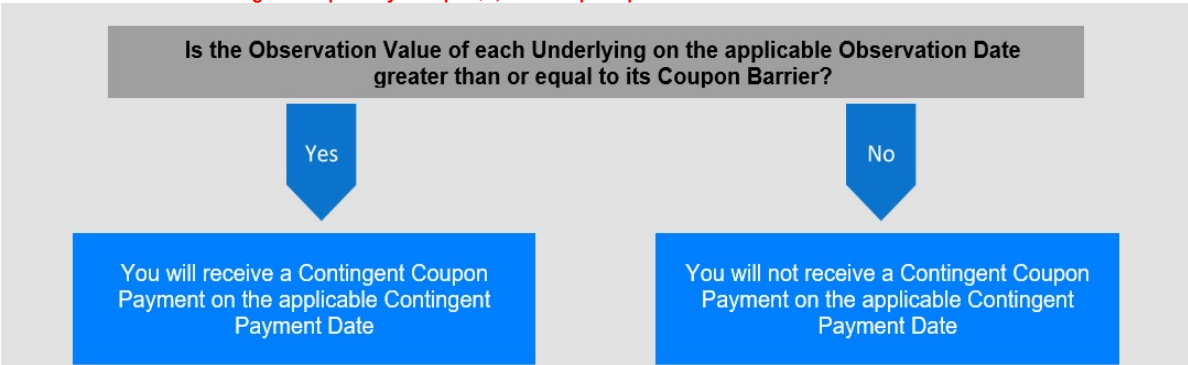 Is the Observation Value of each Underlying on the applicable Observation Date
greater than or equal to its Coupon Barrier?
Yes
No
You will receive a Contingent Coupon
Payment on the applicable Contingent
Payment Date
You will not receive a Contingent Coupon
Payment on the applicable Contingent
Payment Date